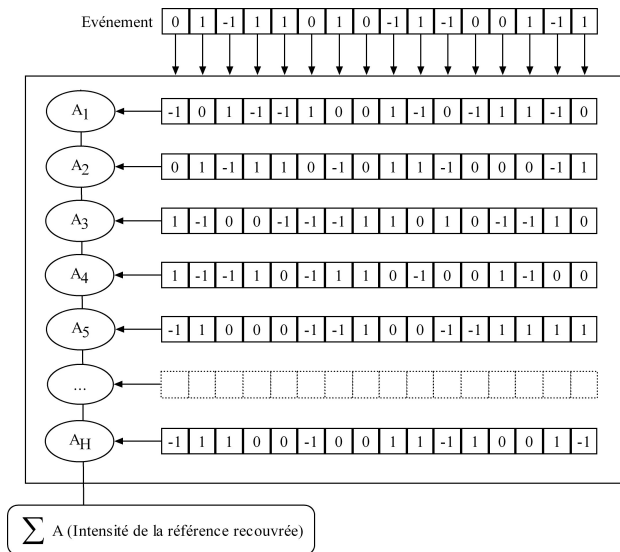 Evénement 0 1 -1 1 1 0 1 0 -1 1 -1 0 0 1 -1 1
A1 -1 0 1 -1 -1 1 0 0 1 -1 0 -1 1 1 -1 0
A2 0 1 -1 1 1 0 -1 0 1 1 -1 0 0 0 -1 1
A3 1 -1 0 0 -1 -1 -1 1 1 0 1 0 -1 -1 1 0
A4 1 -1 -1 1 0 -1 1 1 0 -1 0 0 1 -1 0 0
A5 -1 1 0 0 0 -1 -1 1 0 0 -1 -1 1 1 1 1
...
AH -1 1 1 0 0 -1 0 0 1 1 -1 1 0 0 1 -1
∑ A (Intensité de la référence recouvrée)